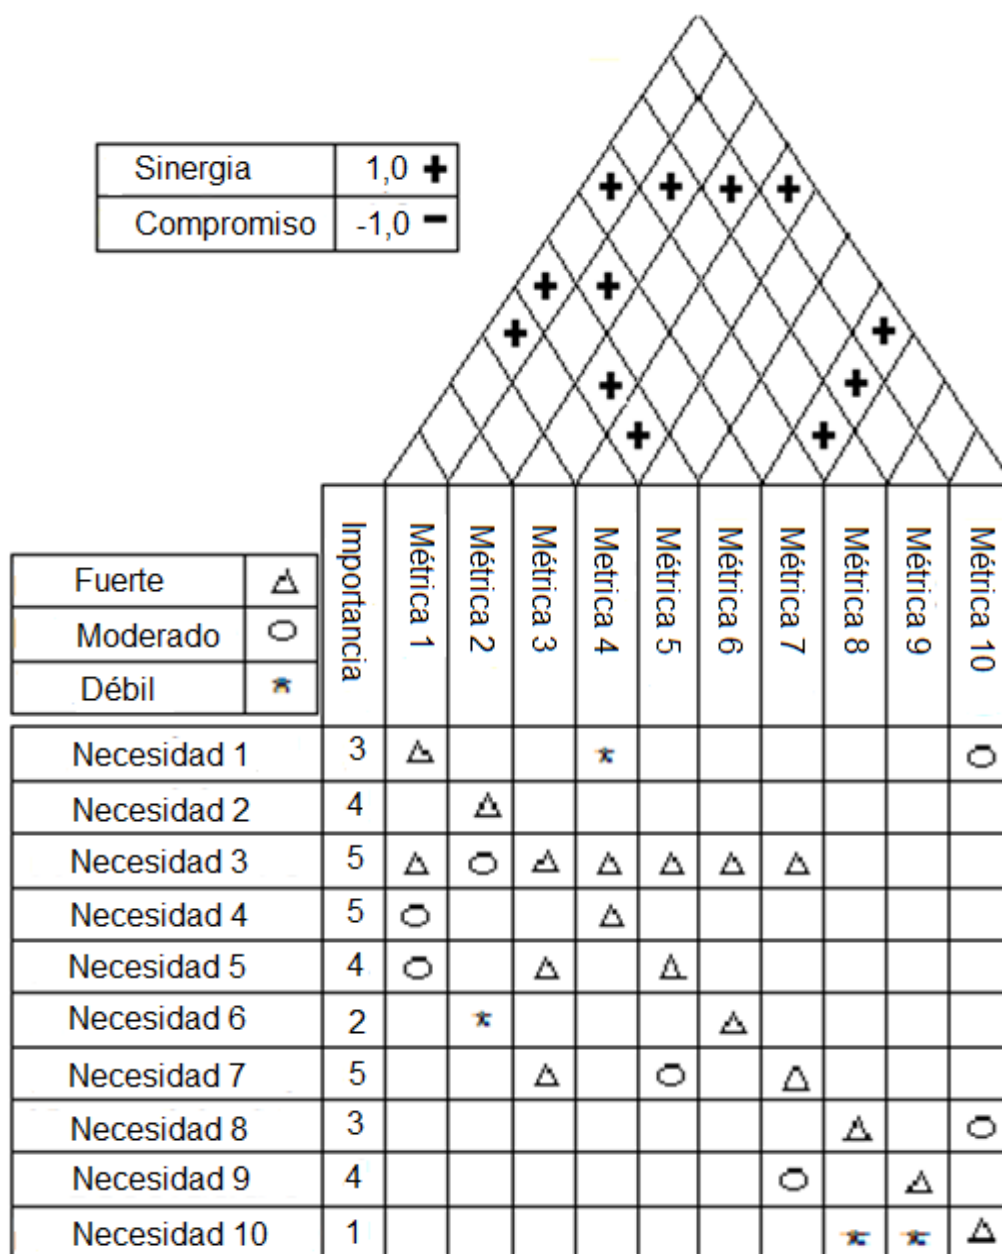 Sinergia 1,0 +
Compromiso -1,0 −
Importancia Métrica 1 Métrica 2 Métrica 3 Metrica 4 Métrica 5 Métrica 6 Métrica 7 Métrica 8 Métrica 9 Métrica 10
Fuerte
Moderado
Débil
Necesidad 1 3
Necesidad 2 4
Necesidad 3 5
Necesidad 4 5
Necesidad 5 4
Necesidad 6 2
Necesidad 7 5
Necesidad 8 3
Necesidad 9 4
Necesidad 10 1